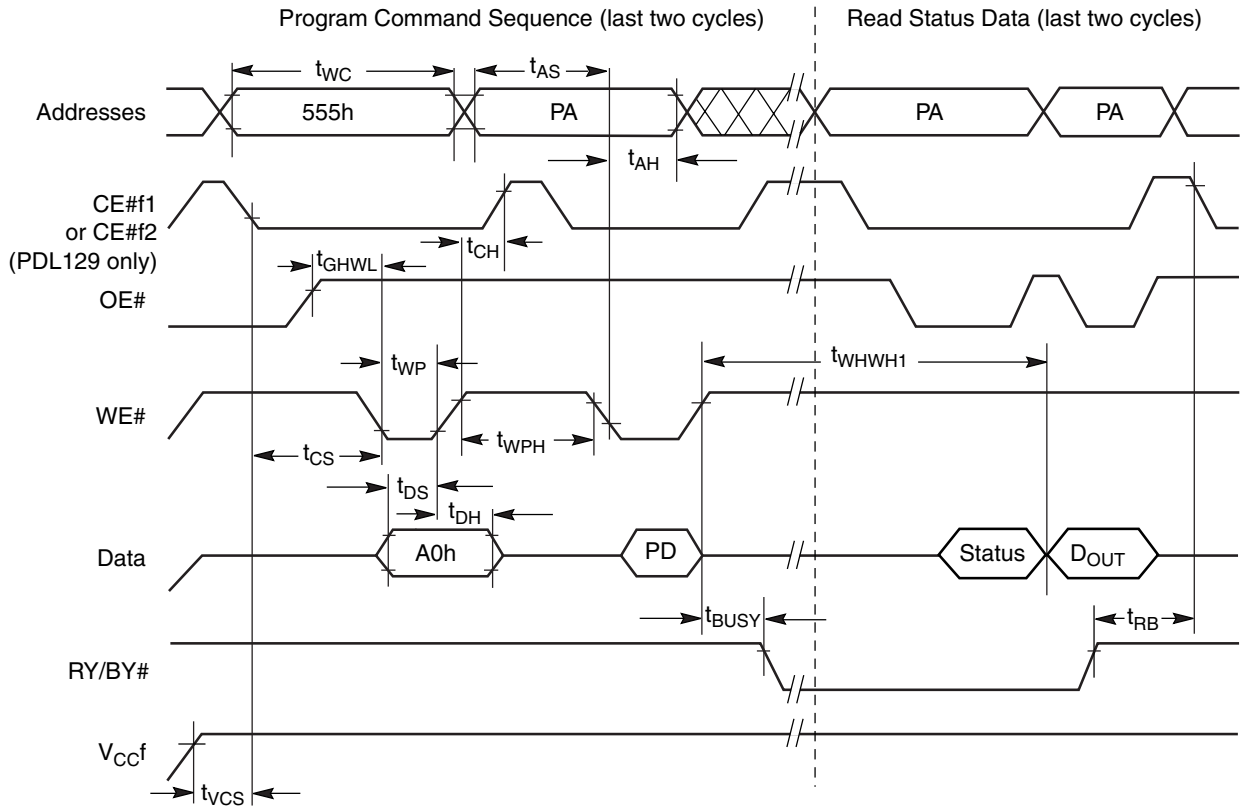 Program Command Sequence (last two cycles)
Read Status Data (last two cycles)
tWC
tAS
Addresses
555h
PA
PA
PA
tAH
CE#f1
or CE#f2
(PDL129 only)
tCH
tGHWL
OE#
tWP
tWHWH1
WE#
tCS
tWPH
tDS
tDH
Data
A0h
PD
Status
DOUT
tBUSY
tRB
RY/BY#
VCCf
tVCS